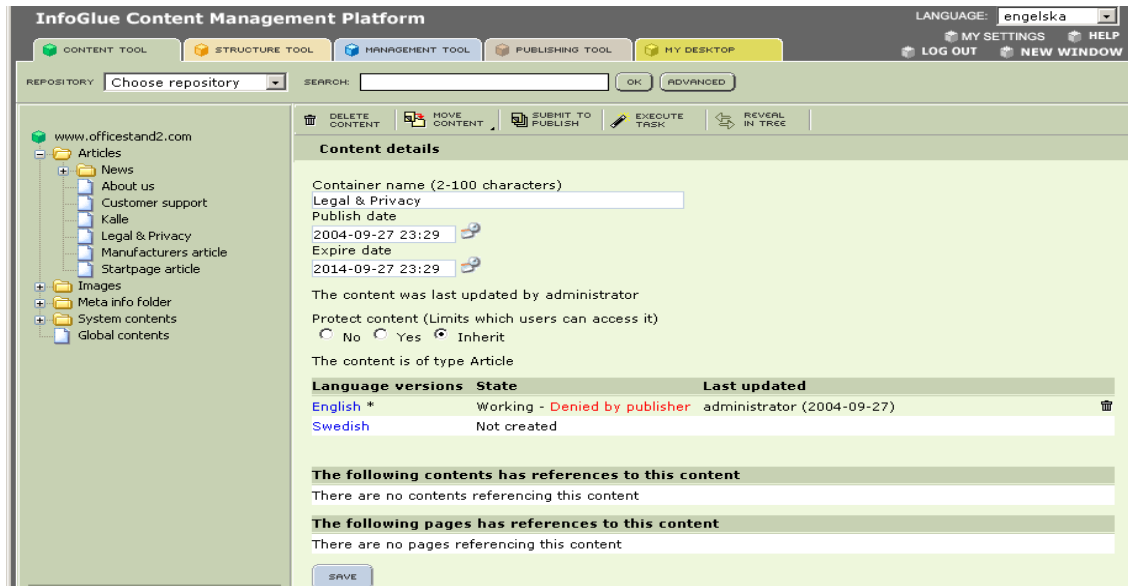 InfoGlue Content Management Platform
LANGUAGE: engelska
MY SETTINGS HELP
LOG OUT NEW WINDOW
CONTENT TOOL STRUCTURE TOOL MANAGEMENT TOOL PUBLISHING TOOL MY DESKTOP
REPOSITORY Choose repository SEARCH: OK ADVANCED
DELETE CONTENT MOVE CONTENT SUBMIT TO PUBLISH EXECUTE TASK REVEAL IN TREE
www.officestand2.com
Articles
News
About us
Customer support
Kalle
Legal & Privacy
Manufacturers article
Startpage article
Images
Meta info folder
System contents
Global contents
Content details
Container name (2-100 characters)
Legal & Privacy
Publish date
2004-09-27 23:29
Expire date
2014-09-27 23:29
The content was last updated by administrator
Protect content (Limits which users can access it)
No Yes Inherit
The content is of type Article
Language versions State Last updated
English * Working - Denied by publisher administrator (2004-09-27)
Swedish Not created
The following contents has references to this content
There are no contents referencing this content
The following pages has references to this content
There are no pages referencing this content
SAVE